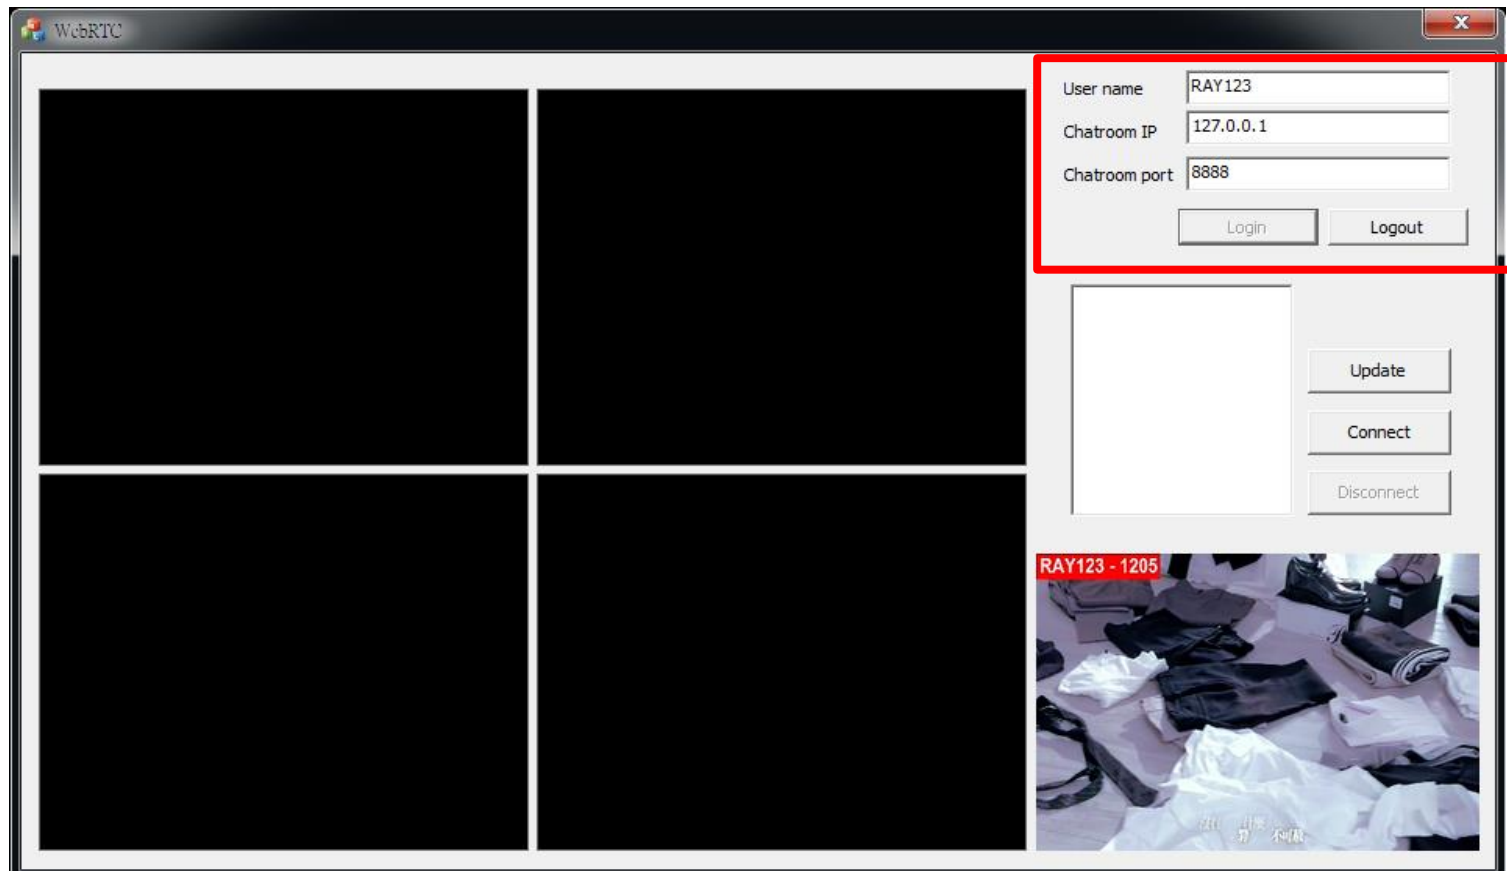 WebRTC
User name RAY123
Chatroom IP 127.0.0.1
Chatroom port 8888
Login Logout
Update
Connect
Disconnect
RAY123 - 1205
不